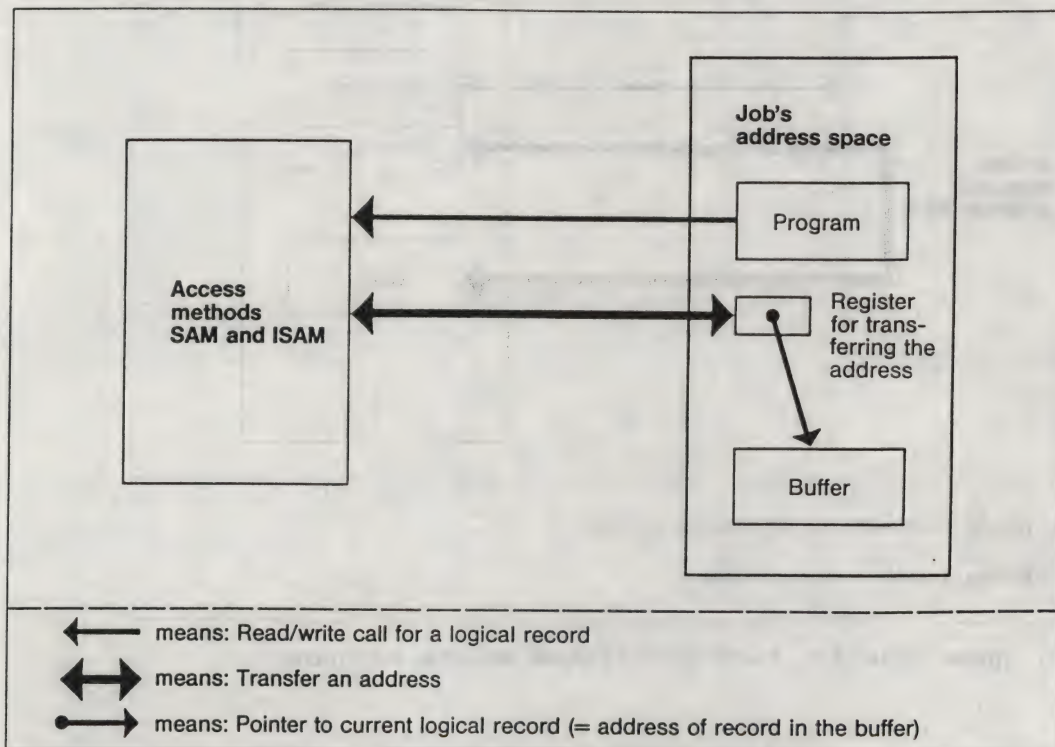 Job's
address space
Program
Access
methods
SAM and ISAM
Register
for trans-
ferring the
address
Buffer
means: Read/write call for a logical record
means: Transfer an address
means: Pointer to current logical record (= address of record in the buffer)